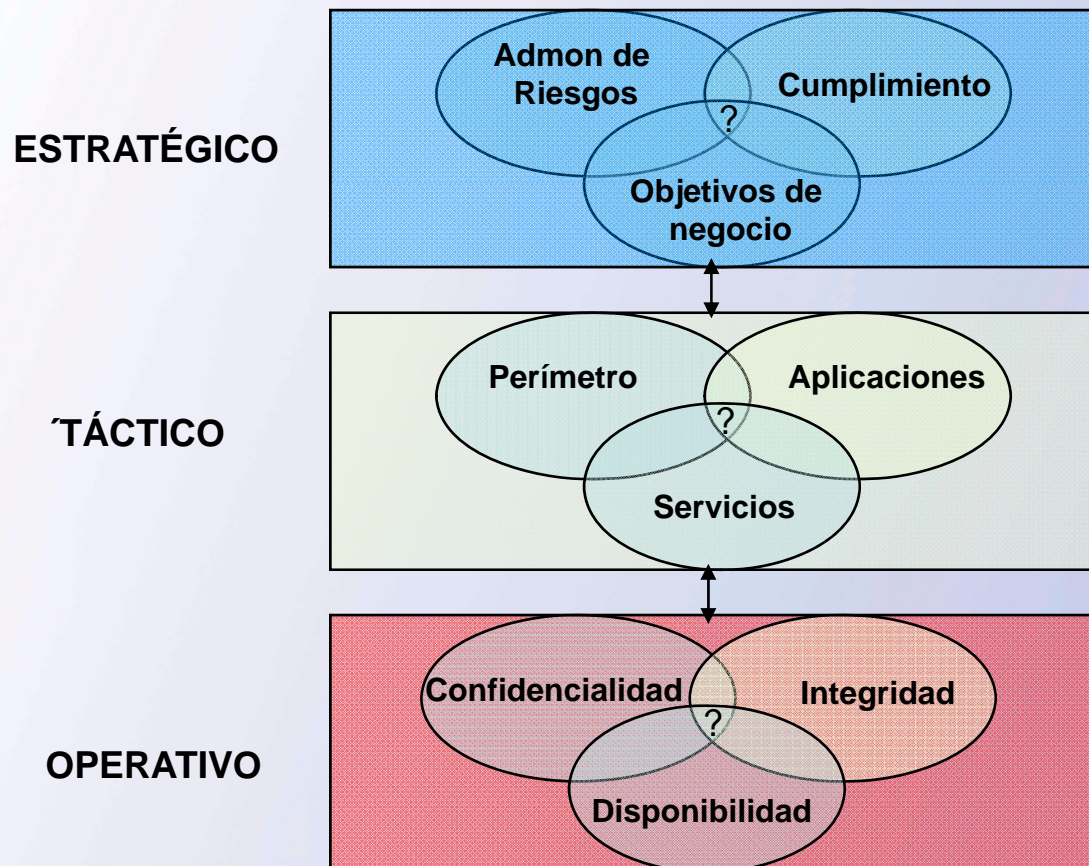 ESTRATÉGICO
Admon de
Riesgos
Cumplimiento
?
Objetivos de
negocio
´TÁCTICO
Perímetro
Aplicaciones
?
Servicios
OPERATIVO
Confidencialidad
Integridad
?
Disponibilidad